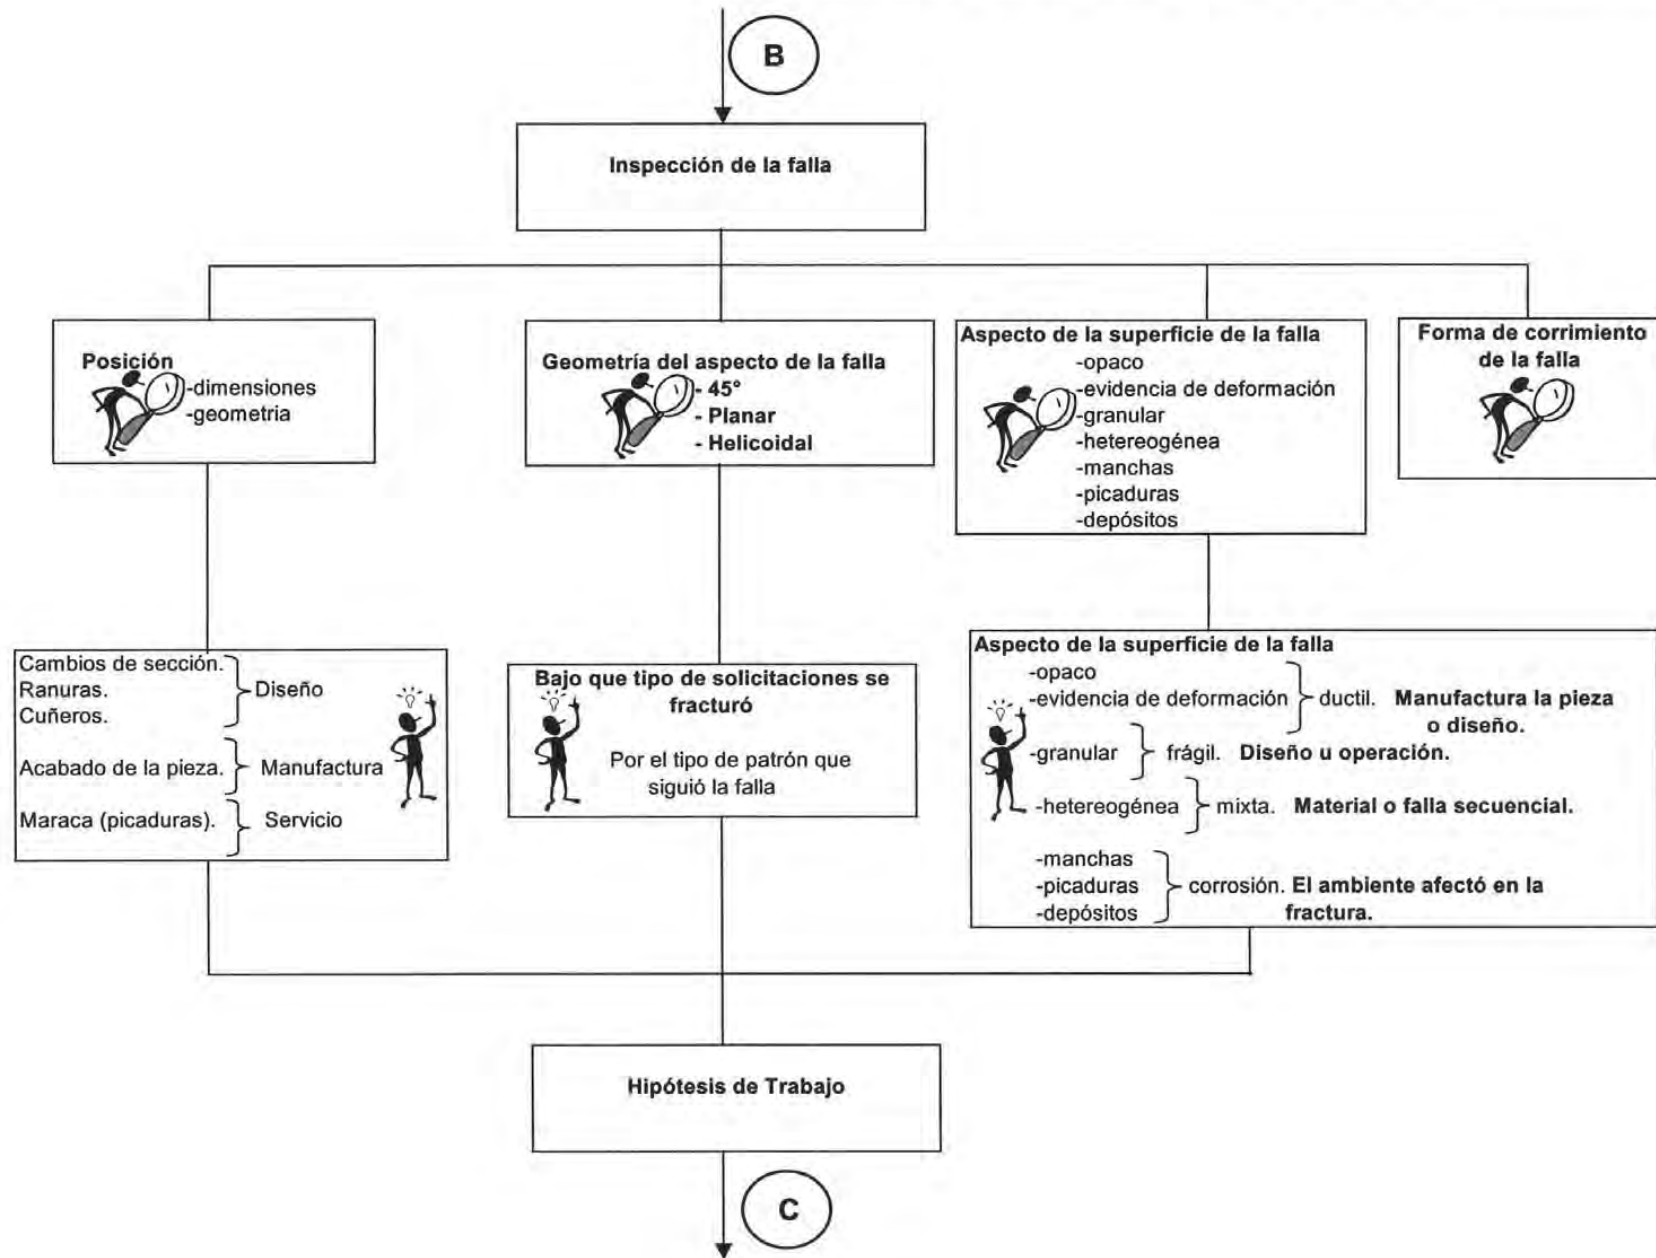 B
Inspección de la falla
Posición
-dimensiones
-geometria
Geometría del aspecto de la falla
- 45°
- Planar
- Helicoidal
Aspecto de la superficie de la falla
-opaco
-evidencia de deformación
-granular
-hetereogénea
-manchas
-picaduras
-depósitos
Forma de corrimiento
de la falla
Cambios de sección.
Ranuras.
Cuñeros.
Diseño
Acabado de la pieza.
Manufactura
Maraca (picaduras).
Servicio
Bajo que tipo de solicitaciones se
fracturó
Por el tipo de patrón que
siguió la falla
Aspecto de la superficie de la falla
-opaco
-evidencia de deformación
ductil. Manufactura la pieza
o diseño.
-granular
frágil. Diseño u operación.
-hetereogénea
mixta. Material o falla secuencial.
-manchas
-picaduras
-depósitos
corrosión. El ambiente afectó en la
fractura.
Hipótesis de Trabajo
C